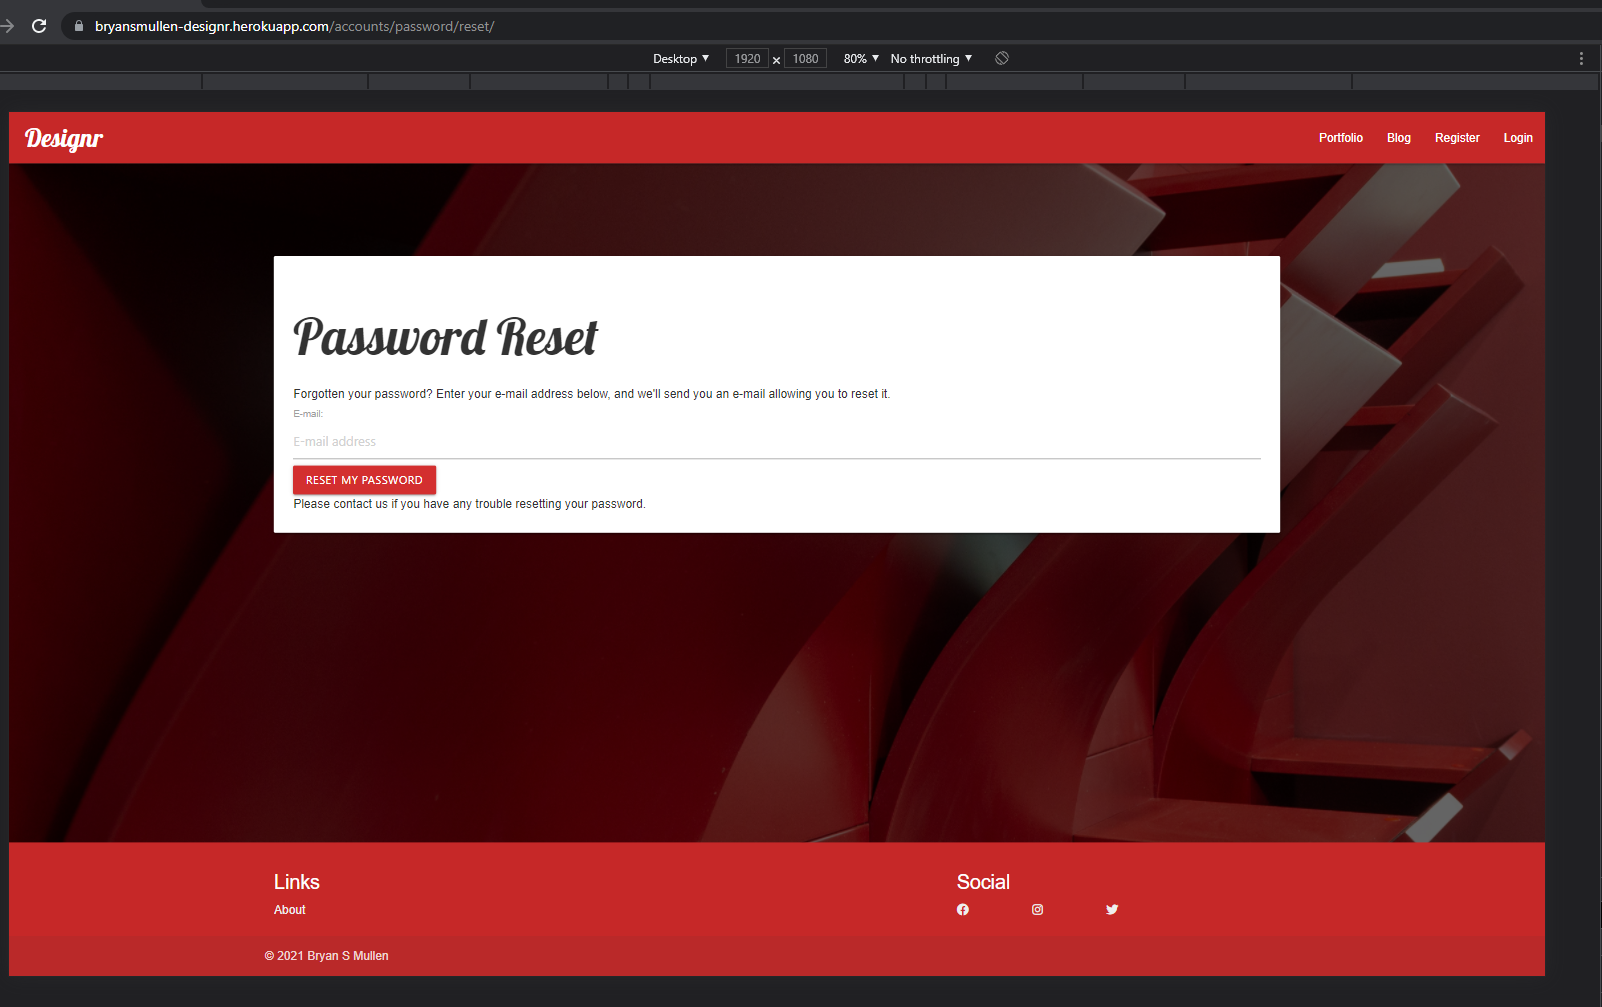 bryansmullen-designr.herokuapp.com/accounts/password/reset/
Desktop ▼ 1920 × 1080 80% ▼ No throttling ▼
Designr
Portfolio Blog Register Login
Password Reset
Forgotten your password? Enter your e-mail address below, and we'll send you an e-mail allowing you to reset it.
E-mail:
E-mail address
RESET MY PASSWORD
Please contact us if you have any trouble resetting your password.
Links
About
Social
© 2021 Bryan S Mullen